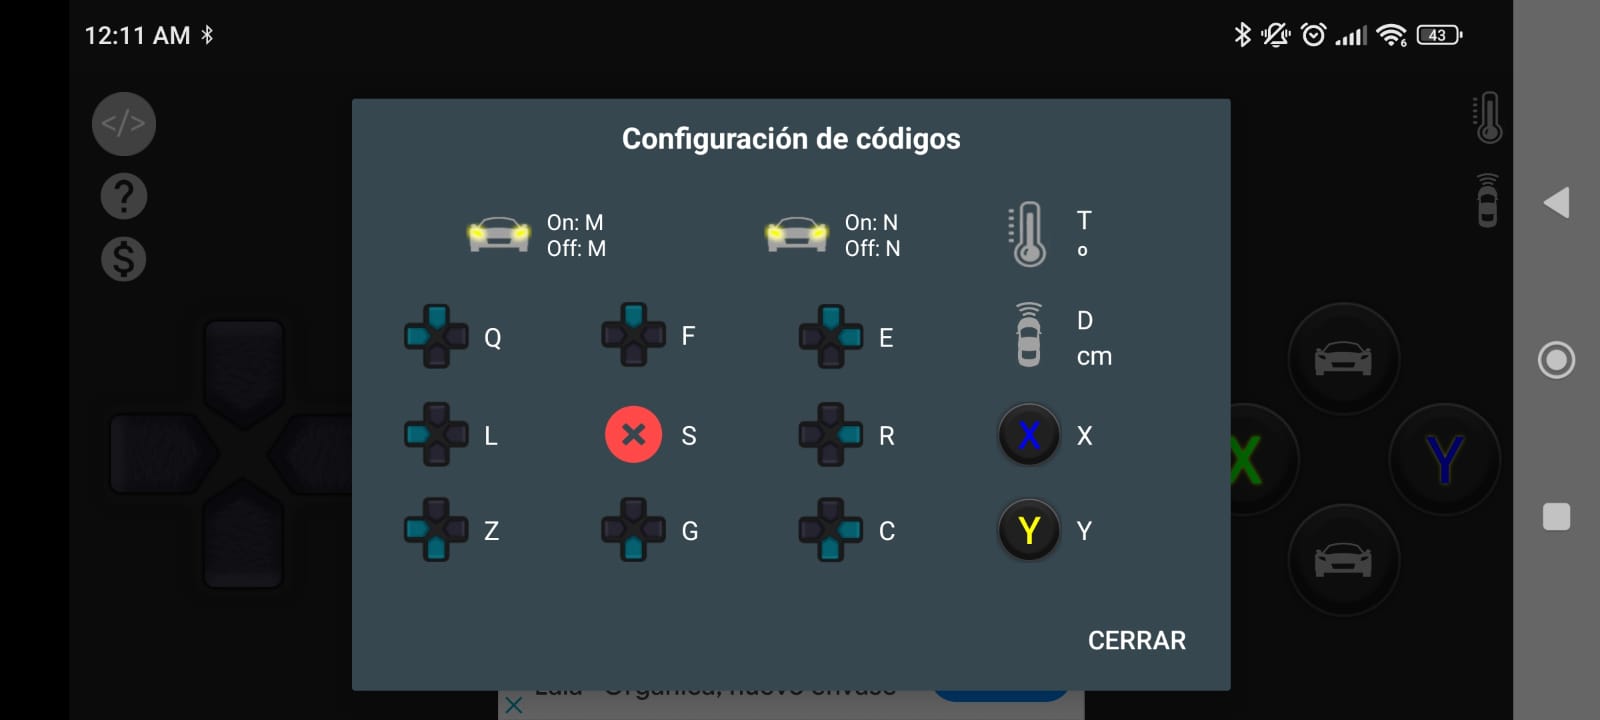 12:11 AM
43
</>
?
$
Configuración de códigos
On: M
Off: M
On: N
Off: N
T
º
Q
F
E
D
cm
L
S
R
X
X
Z
G
C
Y
Y
X
Y
CERRAR